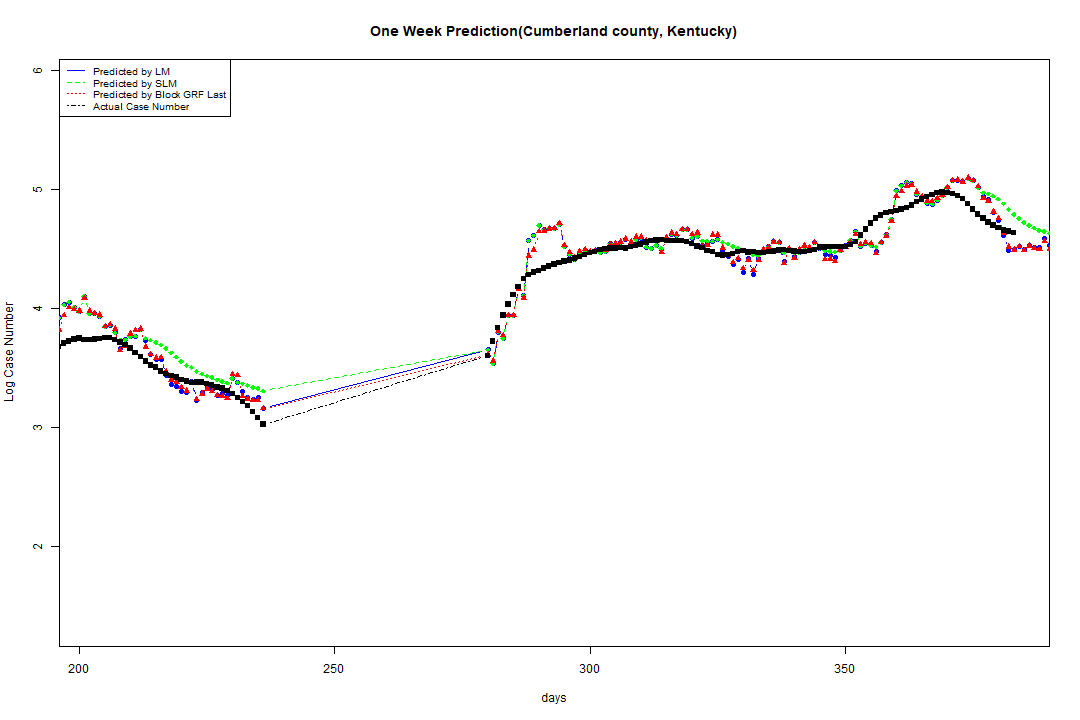 One Week Prediction(Cumberland county, Kentucky)
Predicted by LM
Predicted by SLM
Predicted by Block GRF Last
Actual Case Number
6
5
4
3
2
Log Case Number
200
250
300
350
days